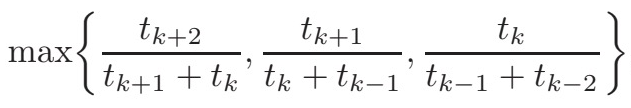 max{ t_{k+2} / (t_{k+1} + t_k), t_{k+1} / (t_k + t_{k-1}), t_k / (t_{k-1} + t_{k-2}) }